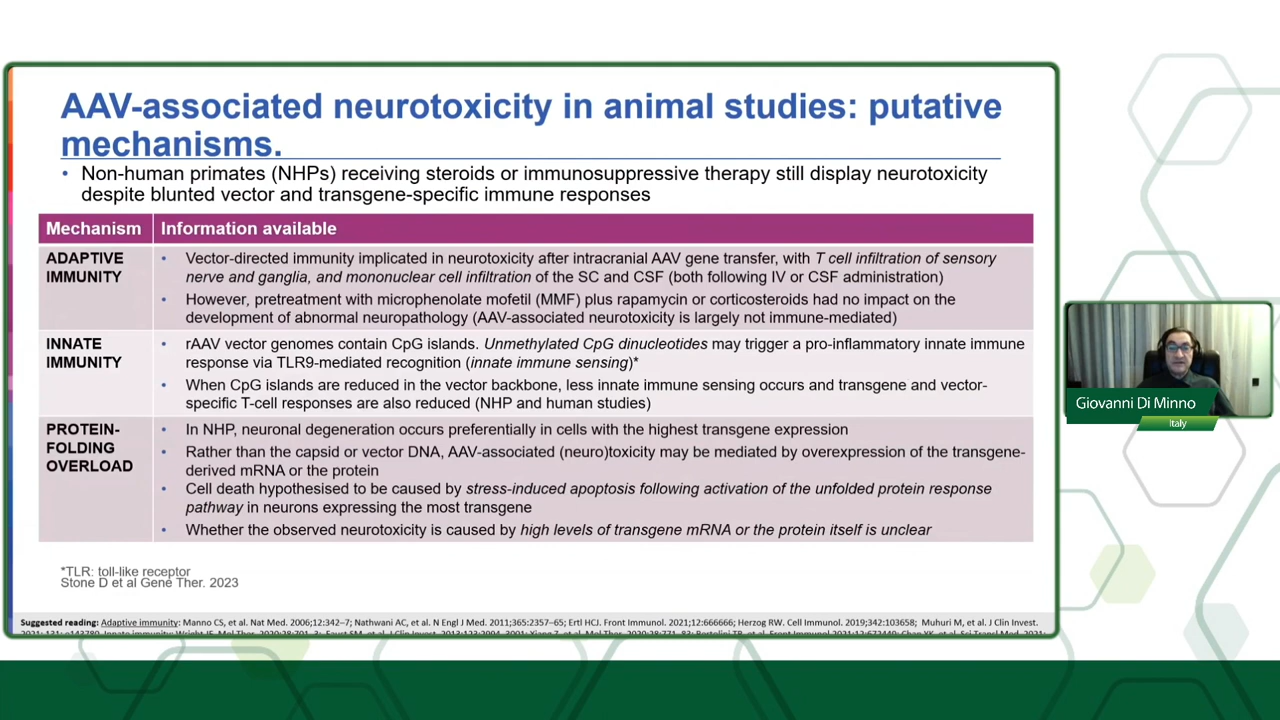 AAV-associated neurotoxicity in animal studies: putative
mechanisms.
• Non-human primates (NHPs) receiving steroids or immunosuppressive therapy still display neurotoxicity
despite blunted vector and transgene-specific immune responses
Mechanism Information available
ADAPTIVE
IMMUNITY
• Vector-directed immunity implicated in neurotoxicity after intracranial AAV gene transfer, with T cell infiltration of sensory
nerve and ganglia, and mononuclear cell infiltration of the SC and CSF (both following IV or CSF administration)
• However, pretreatment with microphenolate mofetil (MMF) plus rapamycin or corticosteroids had no impact on the
development of abnormal neuropathology (AAV-associated neurotoxicity is largely not immune-mediated)
INNATE
IMMUNITY
• rAAV vector genomes contain CpG islands. Unmethylated CpG dinucleotides may trigger a pro-inflammatory innate immune
response via TLR9-mediated recognition (innate immune sensing)*
• When CpG islands are reduced in the vector backbone, less innate immune sensing occurs and transgene and vector-
specific T-cell responses are also reduced (NHP and human studies)
PROTEIN-
FOLDING
OVERLOAD
• In NHP, neuronal degeneration occurs preferentially in cells with the highest transgene expression
• Rather than the capsid or vector DNA, AAV-associated (neuro)toxicity may be mediated by overexpression of the transgene-
derived mRNA or the protein
• Cell death hypothesised to be caused by stress-induced apoptosis following activation of the unfolded protein response
pathway in neurons expressing the most transgene
• Whether the observed neurotoxicity is caused by high levels of transgene mRNA or the protein itself is unclear
*TLR: toll-like receptor
Stone D et al Gene Ther. 2023
Suggested reading: Adaptive immunity: Manno CS, et al. Nat Med. 2006;12:342–7; Nathwani AC, et al. N Engl J Med. 2011;365:2357–65; Ertl HCJ. Front Immunol. 2021;12:666666; Herzog RW. Cell Immunol. 2019;342:103658; Muhuri M, et al. J Clin Invest.
Giovanni Di Minno
Italy